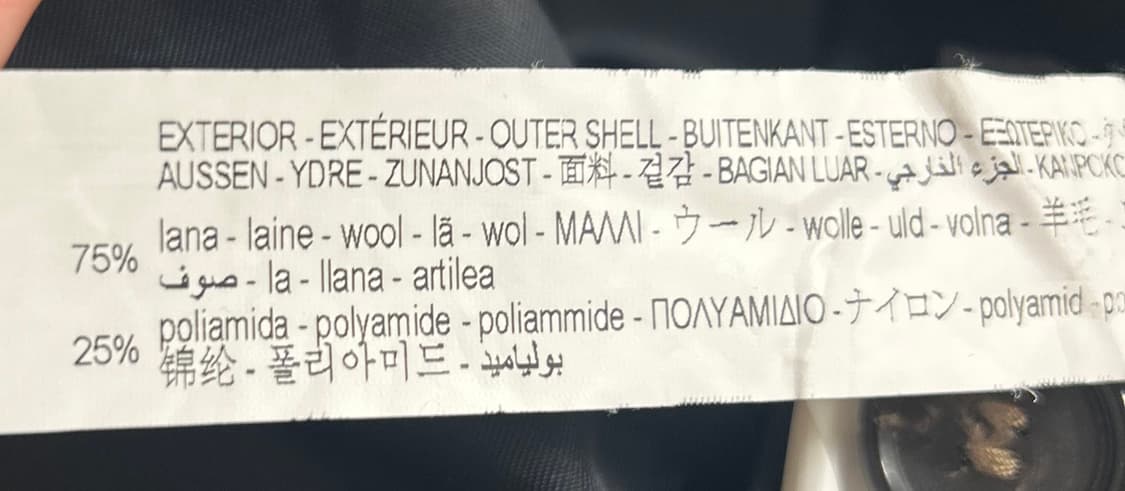 EXTERIOR - EXTÉRIEUR - OUTER SHELL - BUITENKANT - ESTERNO - ΕΞΩΤΕΡΙΚΟ -
AUSSEN - YDRE - ZUNANJOST - 面料 - 겉감 - BAGIAN LUAR - الجزء الخارجي -
75% lana - laine - wool - lã - wol - ΜΑΛΛΙ - ウール - wolle - uld - volna - 羊毛 -
صوف - la - llana - artilea
25% poliamida - polyamide - poliammide - ΠΟΛΥΑΜΙΔΙΟ - ナイロン - polyamid -
锦纶 - 폴리아미드 - بولياميد